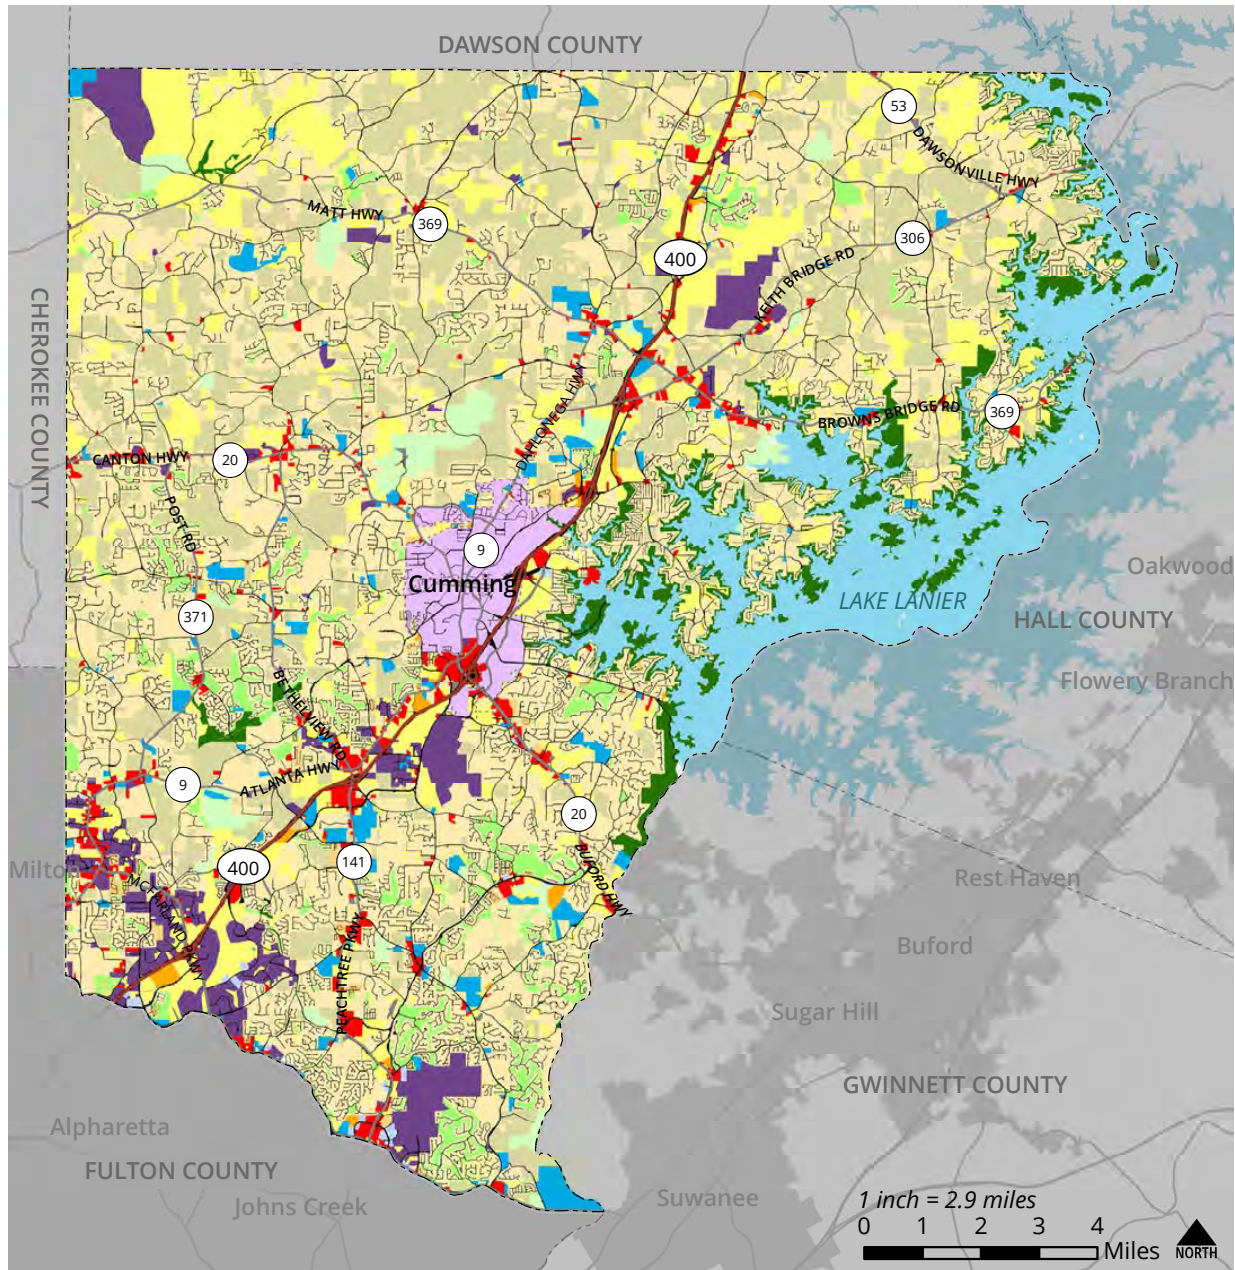 DAWSON COUNTY
53
DAWSONVILLE HWY
MATT HWY
369
306
400
KEITH BRIDGE RD
CHEROKEE COUNTY
DAHLONEGA HWY
BROWNS BRIDGE RD
369
CANTON HWY
20
POST RD
9
Cumming
Oakwood
LAKE LANIER
HALL COUNTY
371
Flowery Branch
BETHELVIEW RD
ATLANTA HWY
9
20
Milton
400
141
BUFORD HWY
MCFARLAND PKWY
Rest Haven
PEACHTREE PKWY
Buford
Sugar Hill
GWINNETT COUNTY
Alpharetta
FULTON COUNTY
Johns Creek
Suwanee
1 inch = 2.9 miles
0 1 2 3 4
Miles
NORTH